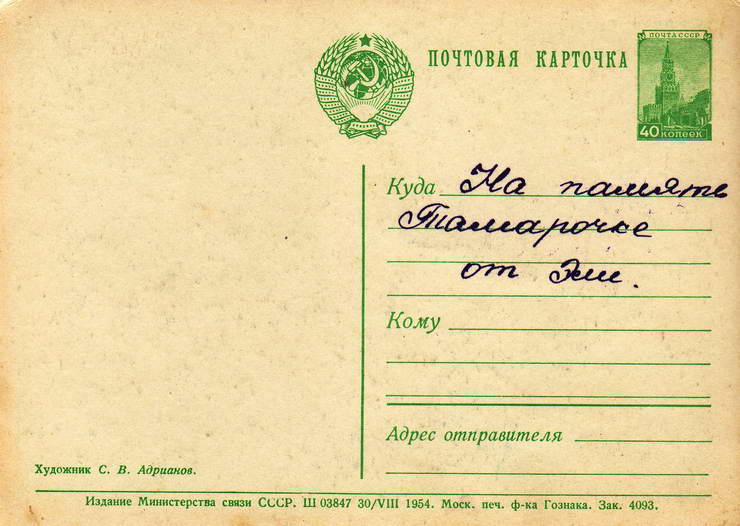 ПОЧТОВАЯ КАРТОЧКА
ПОЧТА СССР
40 КОПЕЕК
Куда На память
Тамарочке
от Эли.
Кому
Адрес отправителя
Художник С. В. Адрианов.
Издание Министерства связи СССР. Ш 03847 30/VIII 1954. Моск. печ. ф-ка Гознака. Зак. 4093.